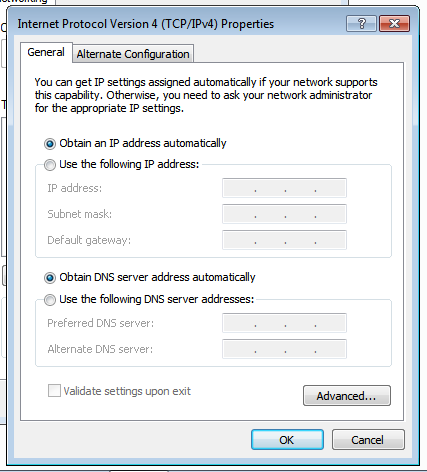 Internet Protocol Version 4 (TCP/IPv4) Properties
General
Alternate Configuration
You can get IP settings assigned automatically if your network supports
this capability. Otherwise, you need to ask your network administrator
for the appropriate IP settings.
Obtain an IP address automatically
Use the following IP address:
IP address:
Subnet mask:
Default gateway:
Obtain DNS server address automatically
Use the following DNS server addresses:
Preferred DNS server:
Alternate DNS server:
Validate settings upon exit
Advanced...
OK
Cancel